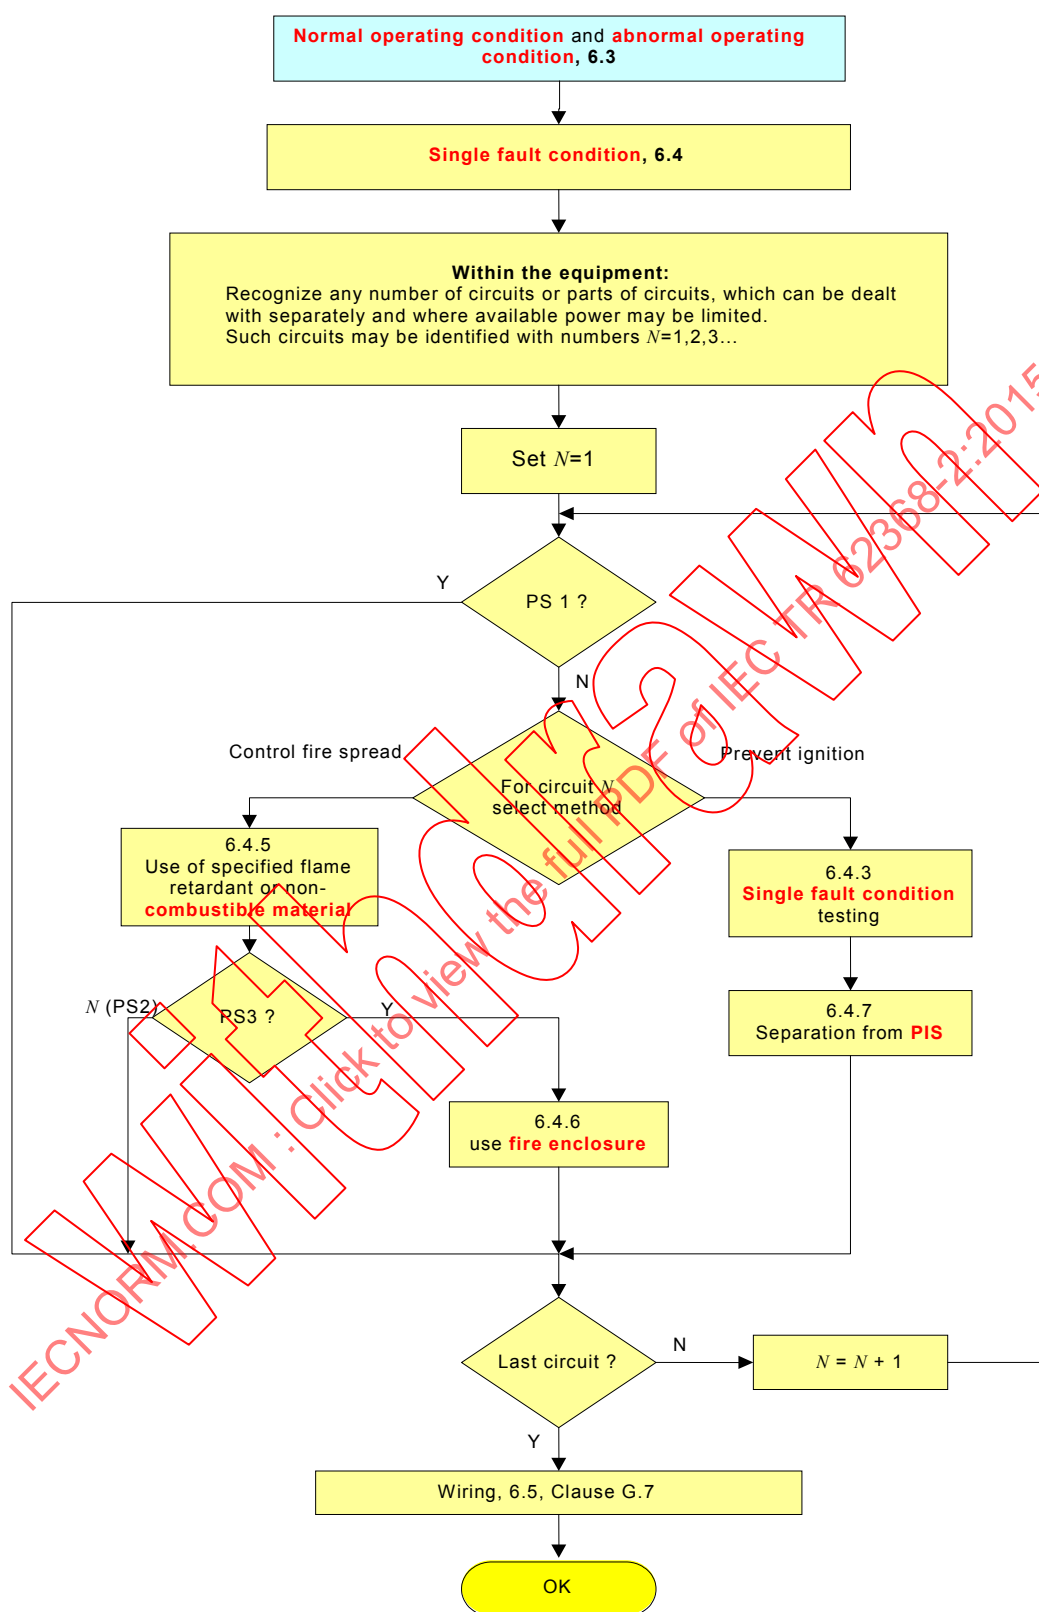 Normal operating condition and abnormal operating
condition, 6.3
Single fault condition, 6.4
Within the equipment:
Recognize any number of circuits or parts of circuits, which can be dealt
with separately and where available power may be limited.
Such circuits may be identified with numbers N=1,2,3...
Set N=1
Y
PS 1 ?
N
Control fire spread
Prevent ignition
For circuit N
select method
6.4.5
Use of specified flame
retardant or non-
combustible material
6.4.3
Single fault condition
testing
N (PS2)
PS3 ?
Y
6.4.7
Separation from PIS
6.4.6
use fire enclosure
Last circuit ?
N
N = N + 1
Y
Wiring, 6.5, Clause G.7
OK
IECNORM.COM : Click to view the full PDF of IEC TR 62368-2:2015
Withdrawn